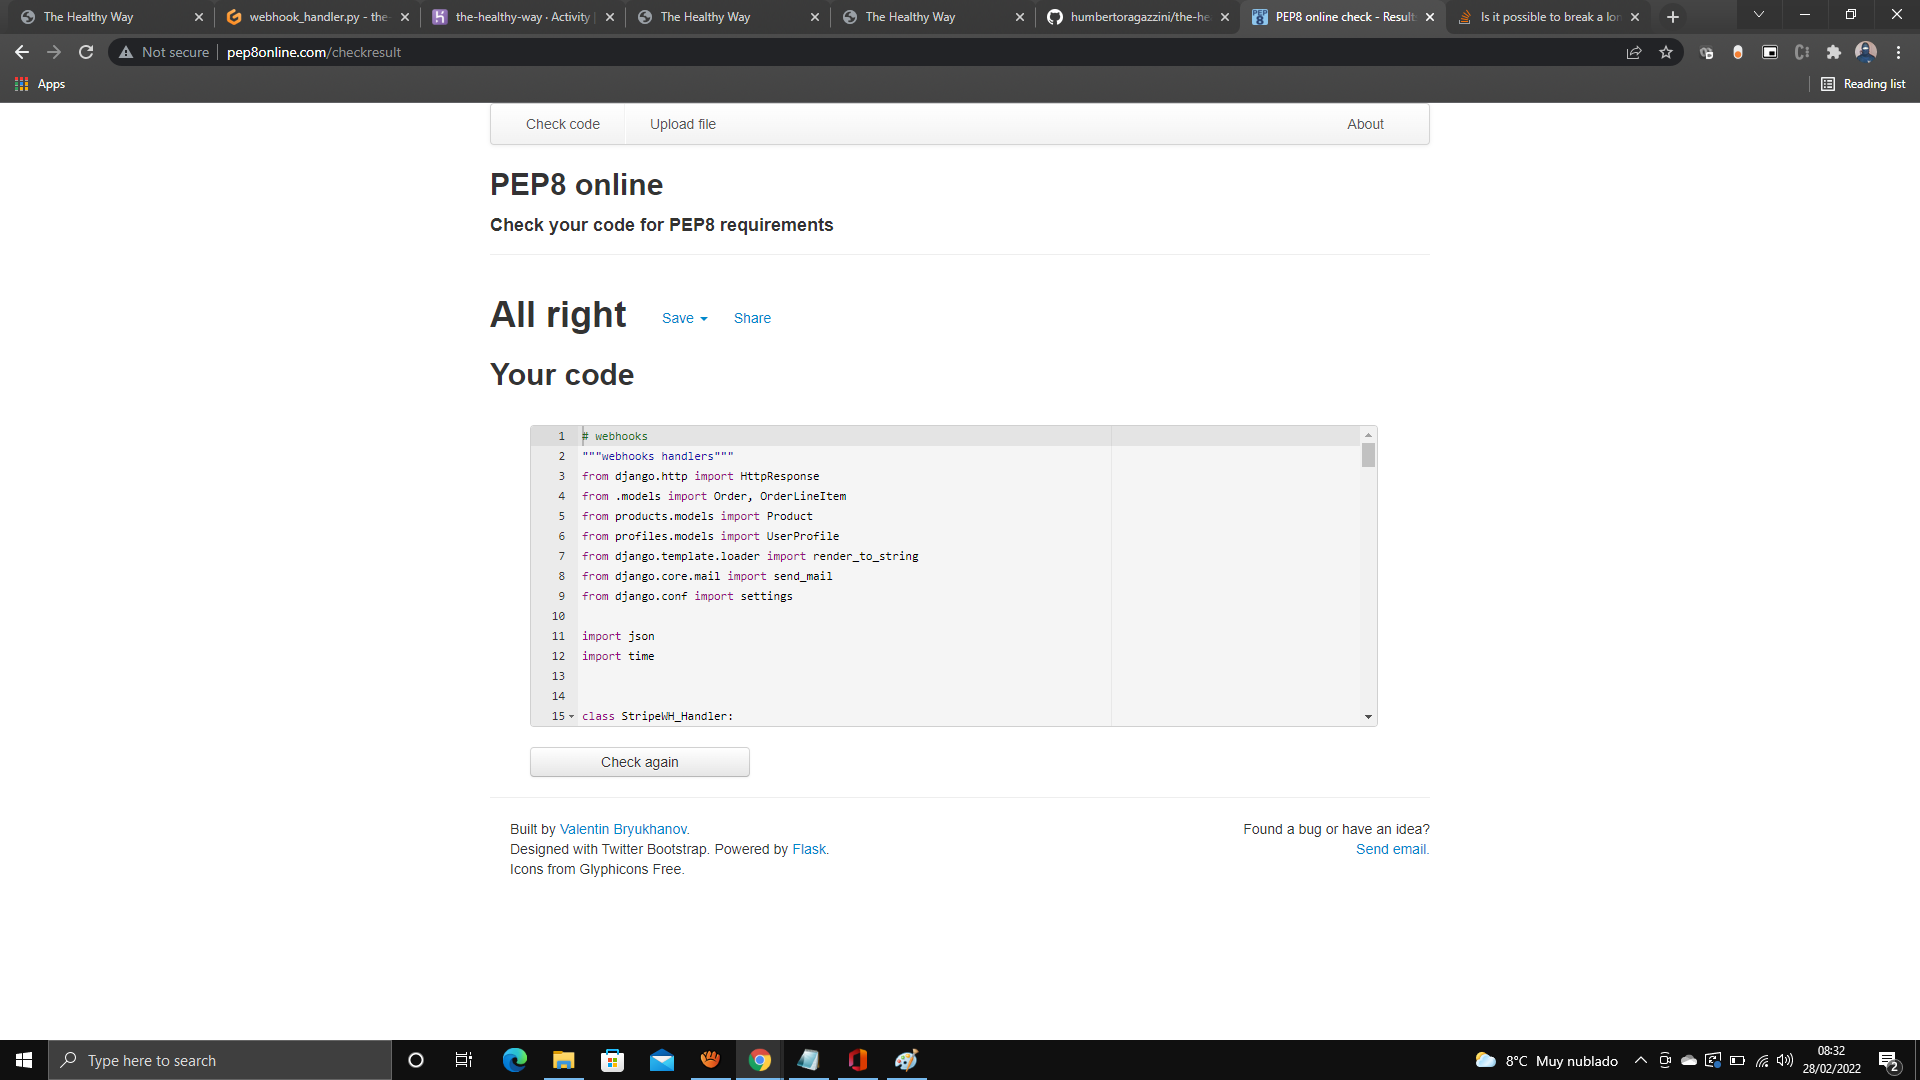 The Healthy Way
webhook_handler.py - the
the-healthy-way · Activity
The Healthy Way
The Healthy Way
humbertoragazzini/the-he
PEP8 online check - Result
Is it possible to break a lon
Not secure
pep8online.com/checkresult
Apps
Reading list
Check code
Upload file
About
PEP8 online
Check your code for PEP8 requirements
All right
Save
Share
Your code
1 # webhooks
2 """webhooks handlers"""
3 from django.http import HttpResponse
4 from .models import Order, OrderLineItem
5 from products.models import Product
6 from profiles.models import UserProfile
7 from django.template.loader import render_to_string
8 from django.core.mail import send_mail
9 from django.conf import settings
10
11 import json
12 import time
13
14
15 class StripeWH_Handler:
Check again
Built by Valentin Bryukhanov.
Designed with Twitter Bootstrap. Powered by Flask.
Icons from Glyphicons Free.
Found a bug or have an idea?
Send email.
Type here to search
8°C Muy nublado
08:32
28/02/2022
2